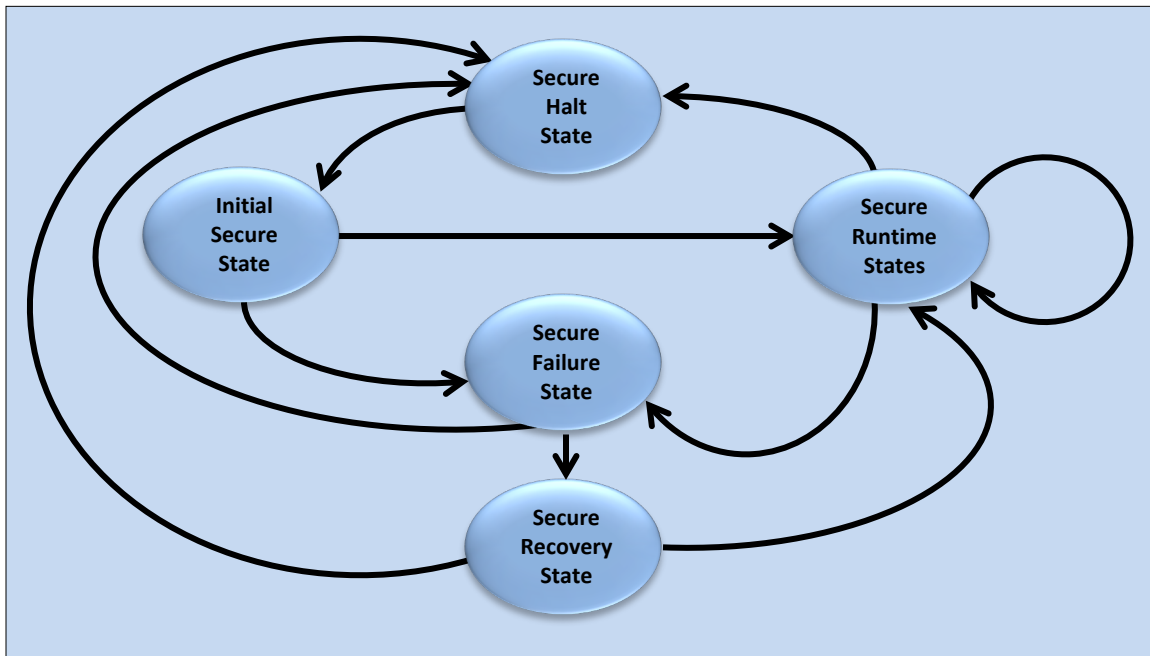 Secure
Halt
State
Initial
Secure
State
Secure
Runtime
States
Secure
Failure
State
Secure
Recovery
State